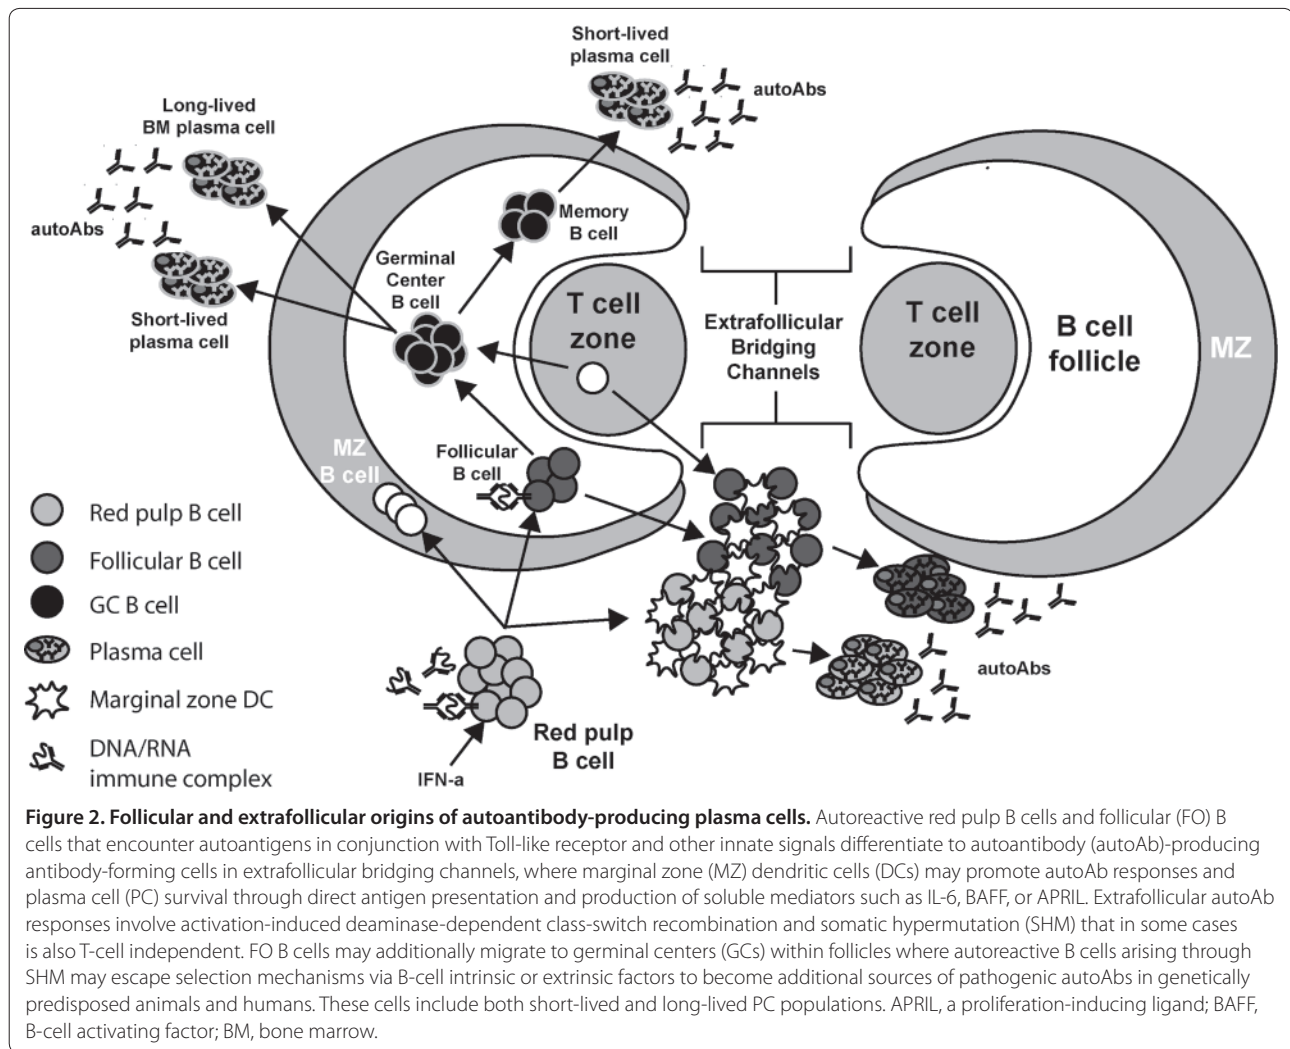 Short-lived
plasma cell
autoAbs
Long-lived
BM plasma cell
autoAbs
Short-lived
plasma cell
Memory
B cell
Germinal
Center
B cell
T cell
zone
Extrafollicular
Bridging
Channels
T cell
zone
B cell
follicle
MZ
MZ
B cell
Follicular
B cell
Red pulp B cell
Follicular B cell
GC B cell
Plasma cell
Marginal zone DC
DNA/RNA
immune complex
IFN-a
Red pulp
B cell
autoAbs
Figure 2. Follicular and extrafollicular origins of autoantibody-producing plasma cells. Autoreactive red pulp B cells and follicular (FO) B
cells that encounter autoantigens in conjunction with Toll-like receptor and other innate signals differentiate to autoantibody (autoAb)-producing
antibody-forming cells in extrafollicular bridging channels, where marginal zone (MZ) dendritic cells (DCs) may promote autoAb responses and
plasma cell (PC) survival through direct antigen presentation and production of soluble mediators such as IL-6, BAFF, or APRIL. Extrafollicular autoAb
responses involve activation-induced deaminase-dependent class-switch recombination and somatic hypermutation (SHM) that in some cases
is also T-cell independent. FO B cells may additionally migrate to germinal centers (GCs) within follicles where autoreactive B cells arising through
SHM may escape selection mechanisms via B-cell intrinsic or extrinsic factors to become additional sources of pathogenic autoAbs in genetically
predisposed animals and humans. These cells include both short-lived and long-lived PC populations. APRIL, a proliferation-inducing ligand; BAFF,
B-cell activating factor; BM, bone marrow.